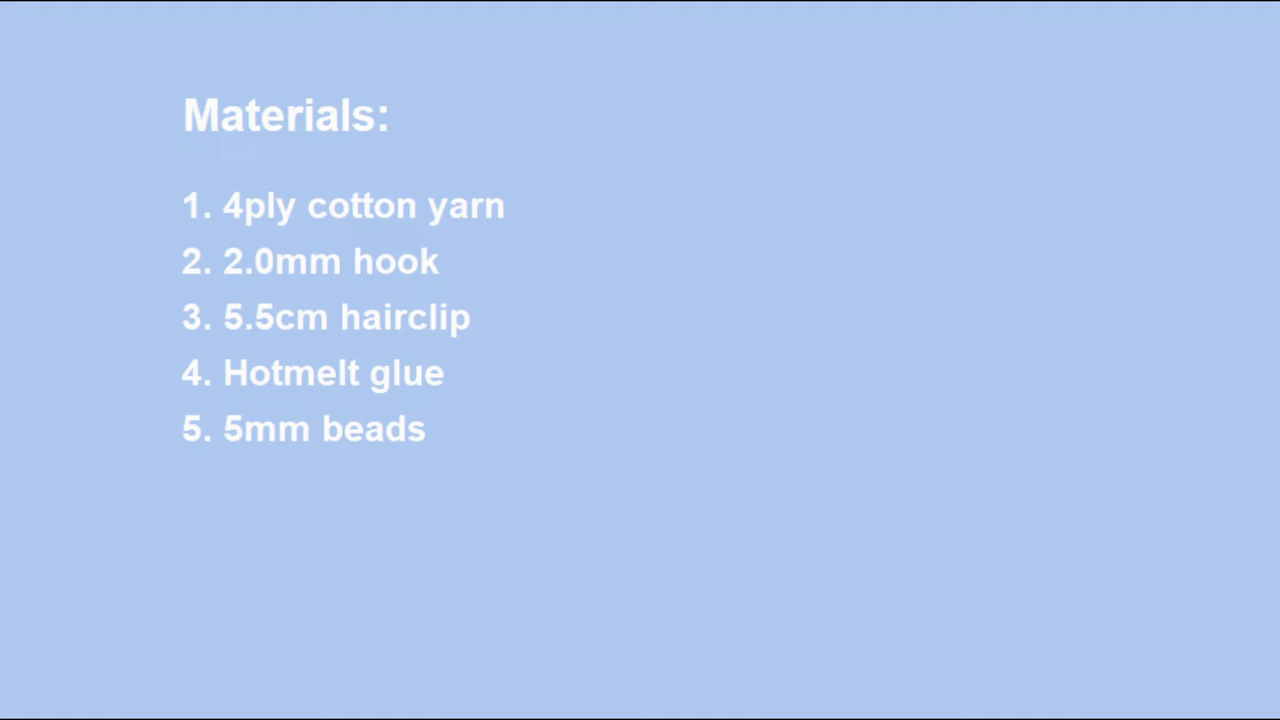 Materials:
1. 4ply cotton yarn
2. 2.0mm hook
3. 5.5cm hairclip
4. Hotmelt glue
5. 5mm beads